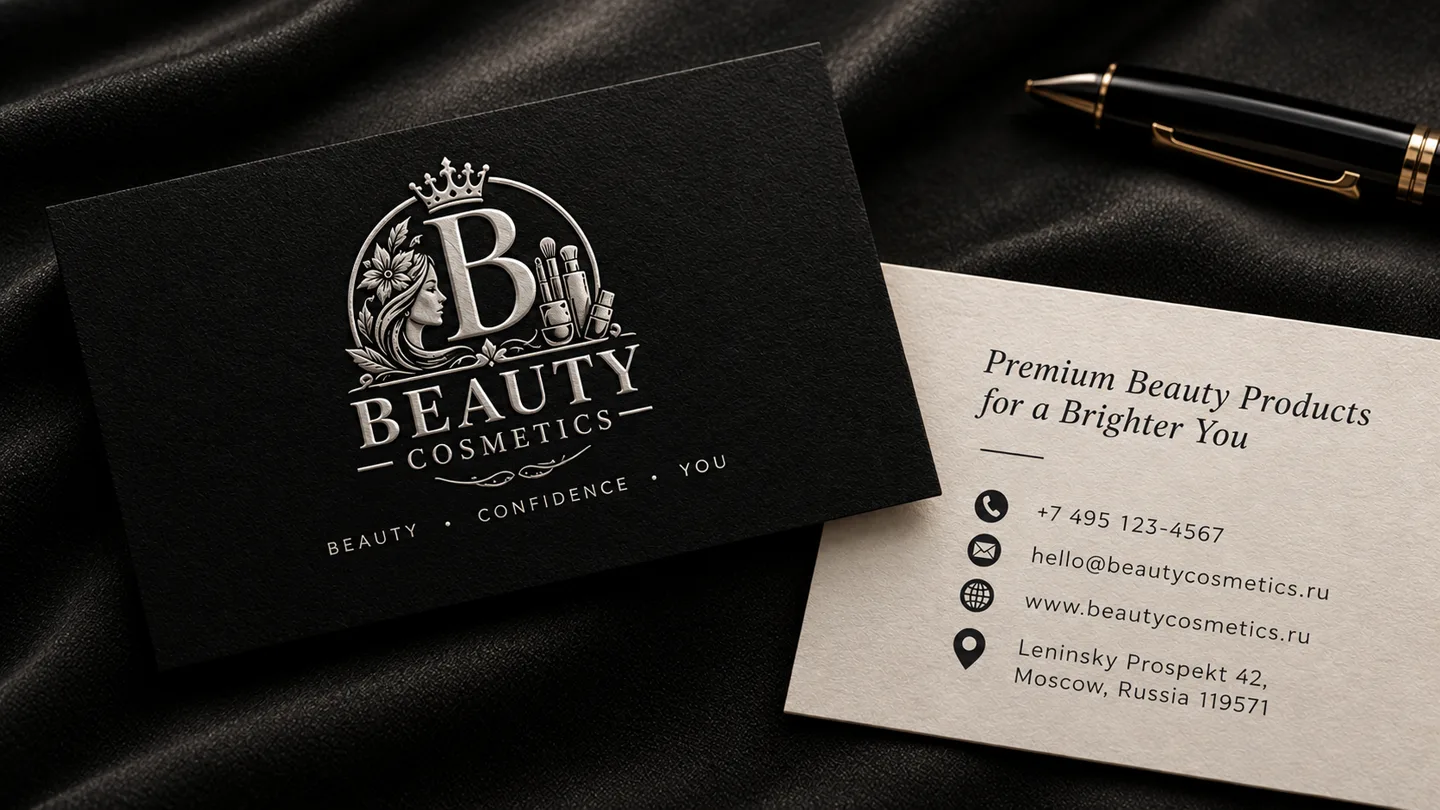 B
BEAUTY
COSMETICS
BEAUTY • CONFIDENCE • YOU
Premium Beauty Products
for a Brighter You
+7 495 123-4567
hello@beautycosmetics.ru
www.beautycosmetics.ru
Leninsky Prospekt 42,
Moscow, Russia 119571